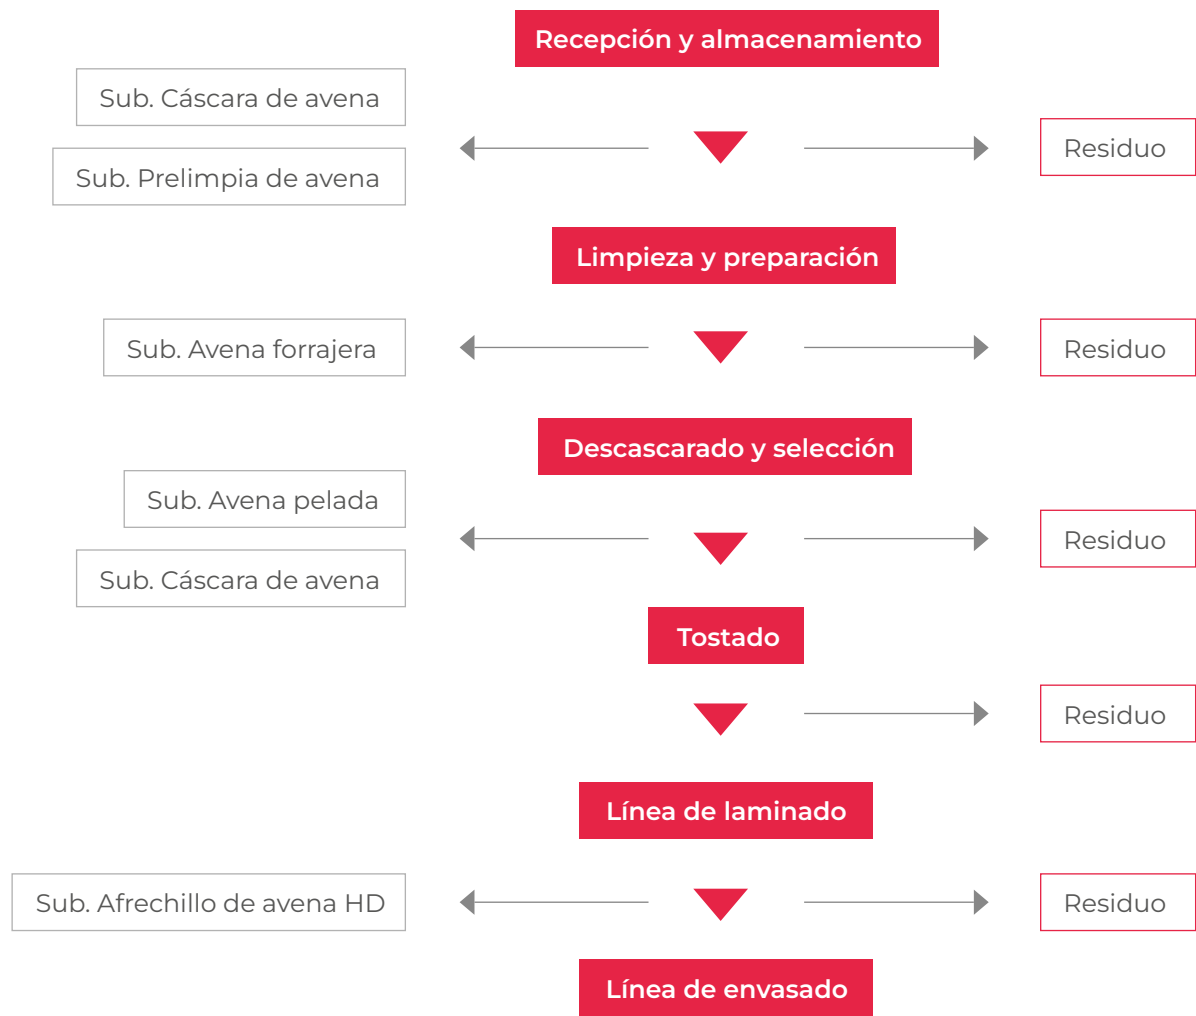 Recepción y almacenamiento
Sub. Cáscara de avena
Sub. Prelimpia de avena
Residuo
Limpieza y preparación
Sub. Avena forrajera
Residuo
Descascarado y selección
Sub. Avena pelada
Sub. Cáscara de avena
Residuo
Tostado
Residuo
Línea de laminado
Sub. Afrechillo de avena HD
Residuo
Línea de envasado